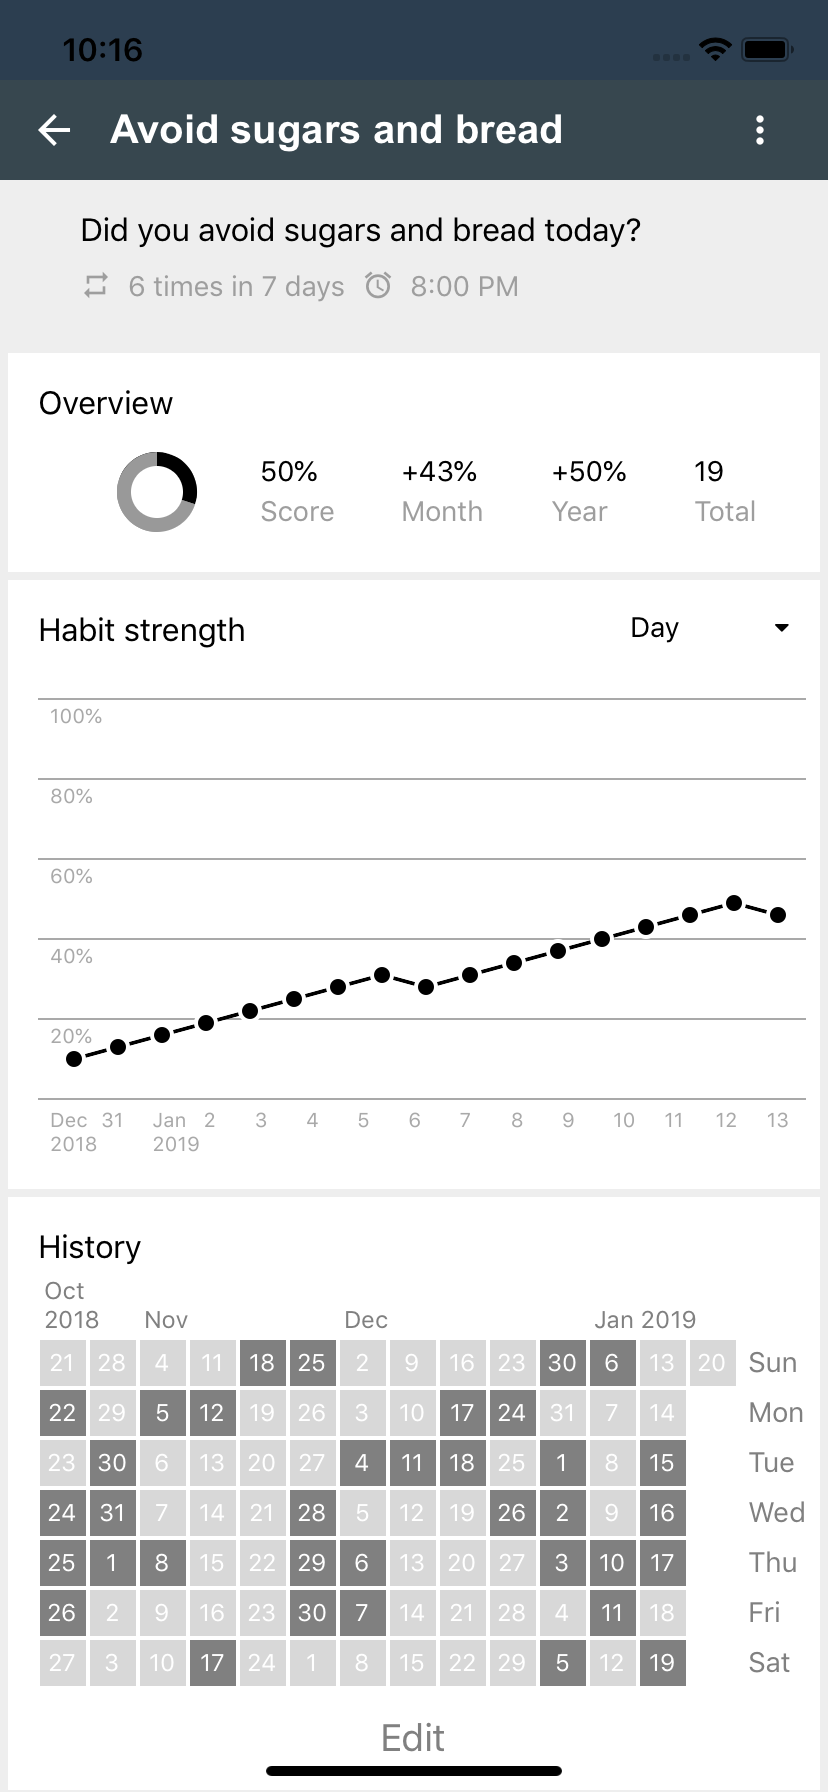 10:16
Avoid sugars and bread
Did you avoid sugars and bread today?
6 times in 7 days 8:00 PM
Overview
50% +43% +50% 19
Score Month Year Total
Habit strength Day
100%
80%
60%
40%
20%
Dec 31 Jan 2 3 4 5 6 7 8 9 10 11 12 13
2018 2019
History
Oct
2018 Nov Dec Jan 2019
21 28 4 11 18 25 2 9 16 23 30 6 13 20 Sun
22 29 5 12 19 26 3 10 17 24 31 7 14 Mon
23 30 6 13 20 27 4 11 18 25 1 8 15 Tue
24 31 7 14 21 28 5 12 19 26 2 9 16 Wed
25 1 8 15 22 29 6 13 20 27 3 10 17 Thu
26 2 9 16 23 30 7 14 21 28 4 11 18 Fri
27 3 10 17 24 1 8 15 22 29 5 12 19 Sat
Edit